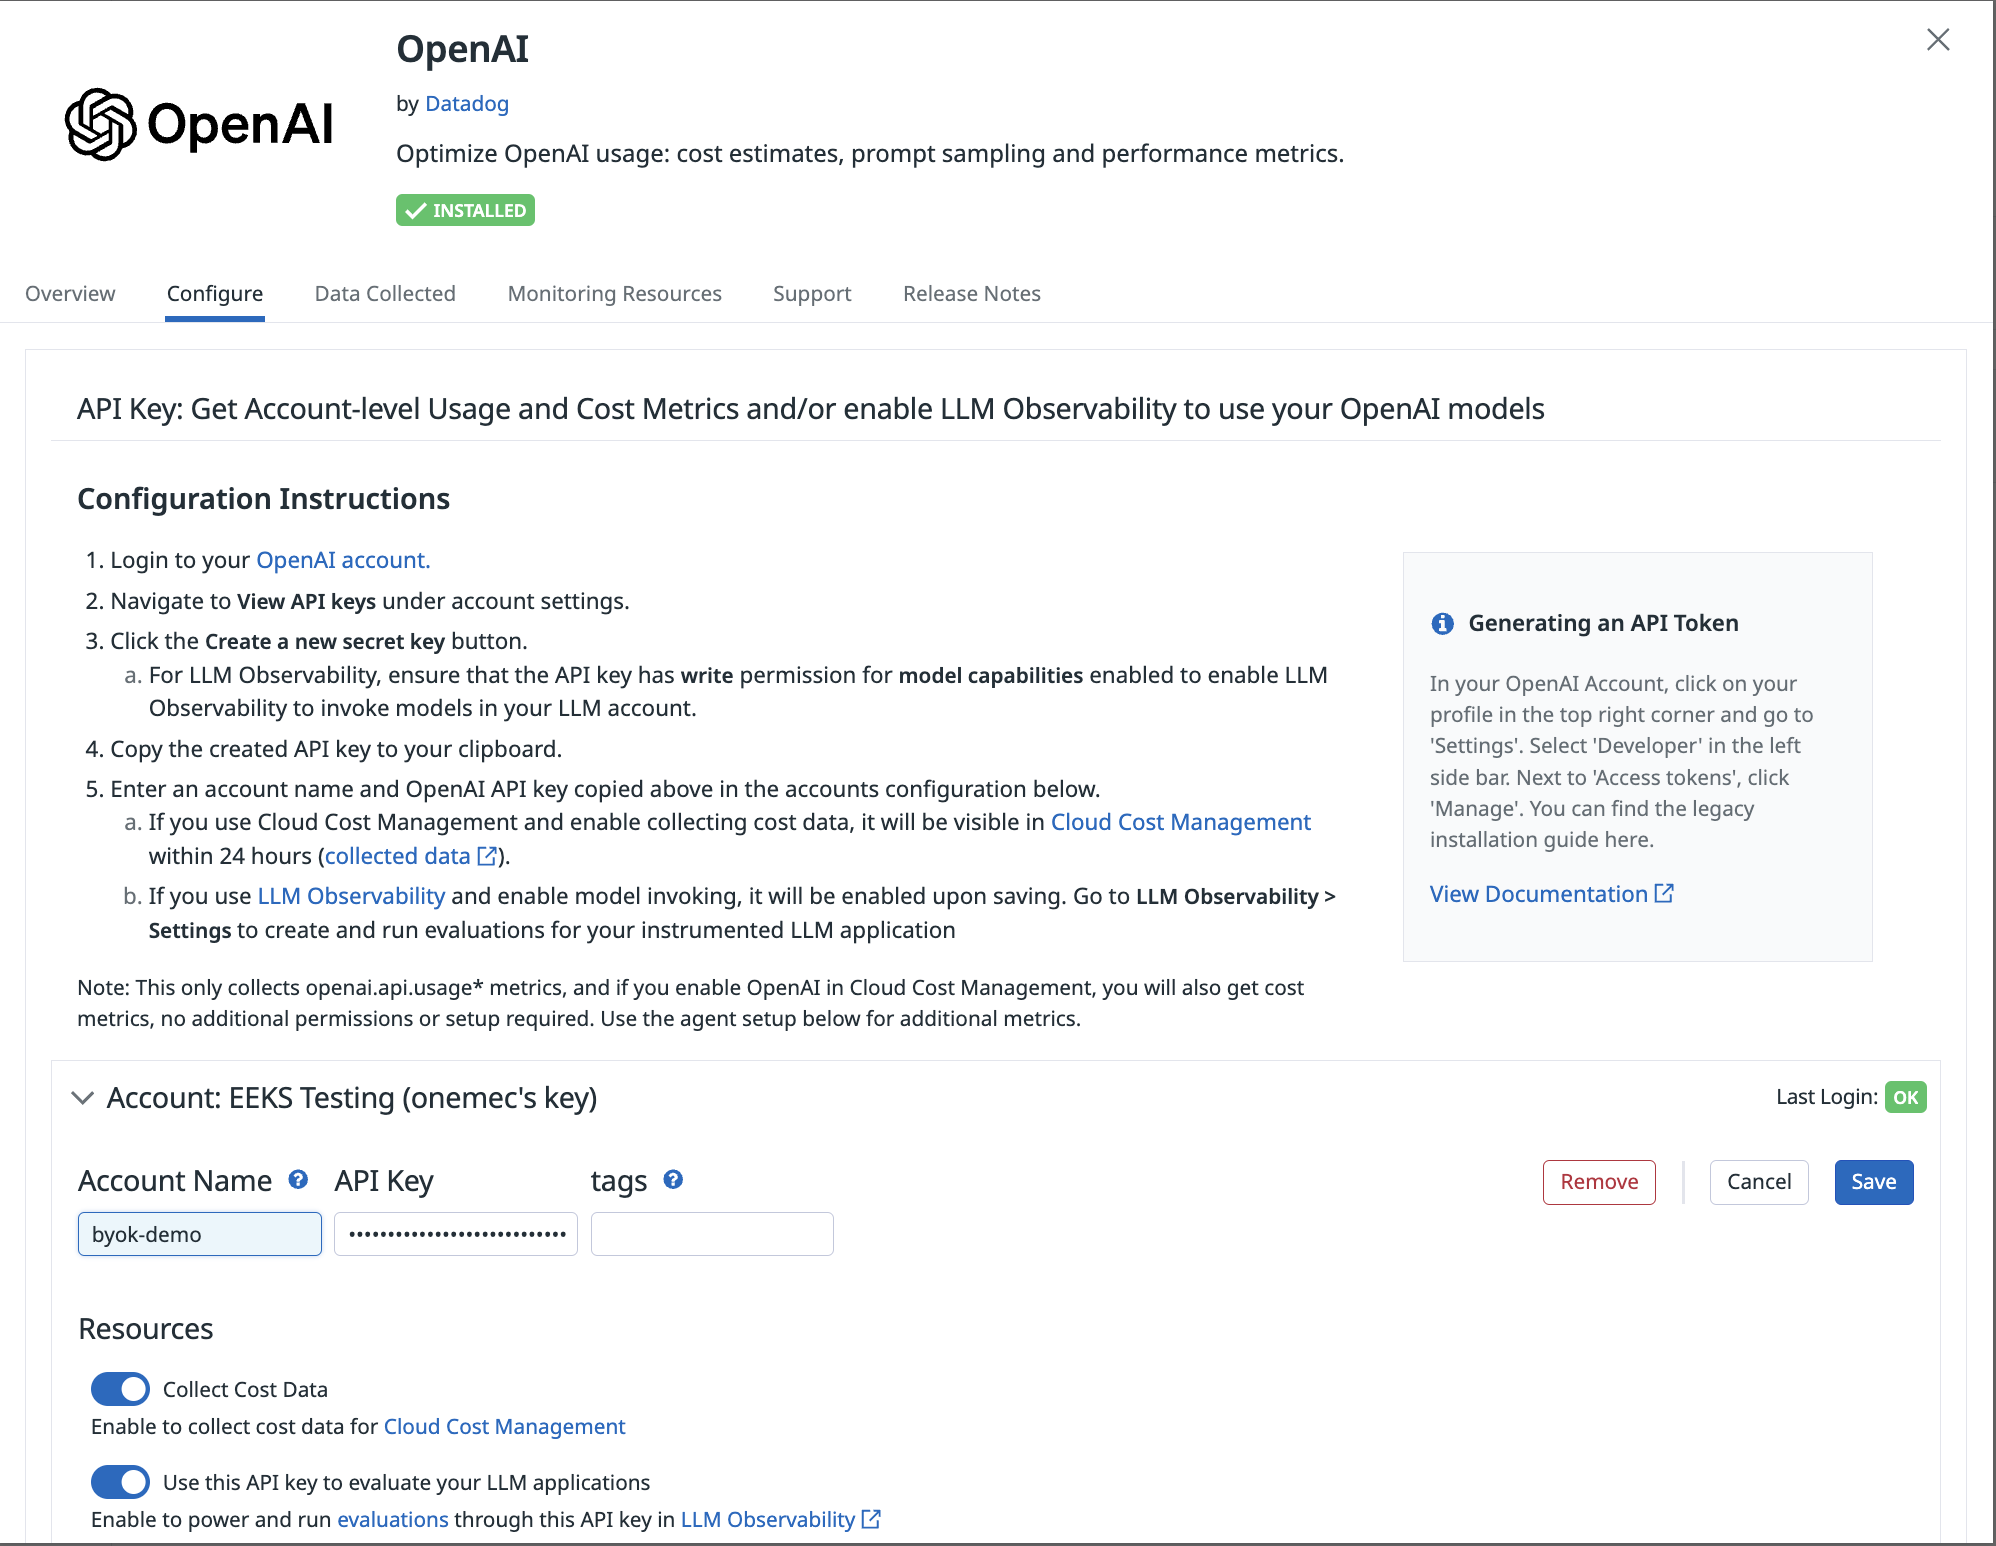 OpenAI
OpenAI
by Datadog
Optimize OpenAI usage: cost estimates, prompt sampling and performance metrics.
INSTALLED
Overview Configure Data Collected Monitoring Resources Support Release Notes
API Key: Get Account-level Usage and Cost Metrics and/or enable LLM Observability to use your OpenAI models
Configuration Instructions
1. Login to your OpenAI account.
2. Navigate to View API keys under account settings.
3. Click the Create a new secret key button.
a. For LLM Observability, ensure that the API key has write permission for model capabilities enabled to enable LLM
Observability to invoke models in your LLM account.
4. Copy the created API key to your clipboard.
5. Enter an account name and OpenAI API key copied above in the accounts configuration below.
a. If you use Cloud Cost Management and enable collecting cost data, it will be visible in Cloud Cost Management
within 24 hours (collected data).
b. If you use LLM Observability and enable model invoking, it will be enabled upon saving. Go to LLM Observability >
Settings to create and run evaluations for your instrumented LLM application
Generating an API Token
In your OpenAI Account, click on your
profile in the top right corner and go to
'Settings'. Select 'Developer' in the left
side bar. Next to 'Access tokens', click
'Manage'. You can find the legacy
installation guide here.
View Documentation
Note: This only collects openai.api.usage* metrics, and if you enable OpenAI in Cloud Cost Management, you will also get cost
metrics, no additional permissions or setup required. Use the agent setup below for additional metrics.
Account: EEKS Testing (onemec's key)
Last Login: OK
Account Name API Key tags
Remove Cancel Save
byok-demo ••••••••••••••••••••••••••••
Resources
Collect Cost Data
Enable to collect cost data for Cloud Cost Management
Use this API key to evaluate your LLM applications
Enable to power and run evaluations through this API key in LLM Observability